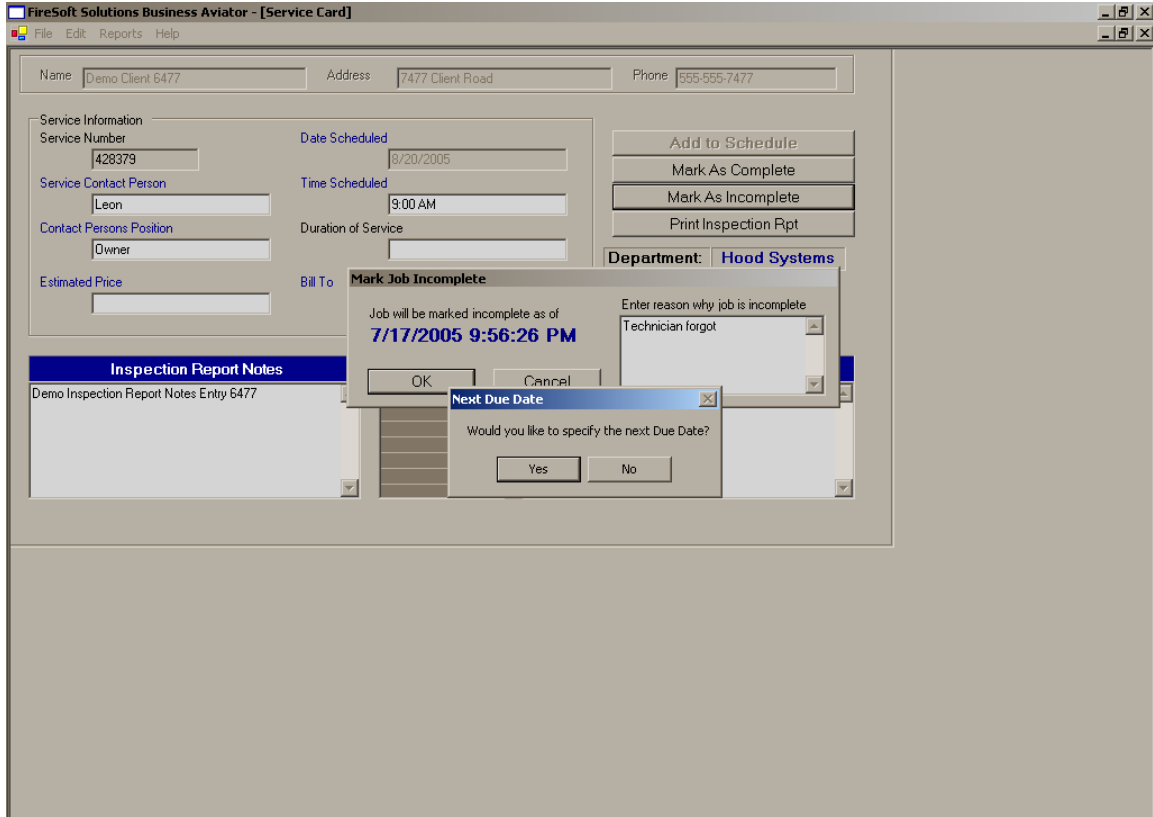 FireSoft Solutions Business Aviator - [Service Card]
File Edit Reports Help
Name Demo Client 6477 Address 7477 Client Road Phone 555-555-7477
Service Information
Service Number
428379
Date Scheduled
8/20/2005
Service Contact Person
Leon
Time Scheduled
9:00 AM
Contact Persons Position
Owner
Duration of Service
Estimated Price
Bill To
Add to Schedule
Mark As Complete
Mark As Incomplete
Print Inspection Rpt
Department: Hood Systems
Mark Job Incomplete
Job will be marked incomplete as of
7/17/2005 9:56:26 PM
Enter reason why job is incomplete
Technician forgot
OK Cancel
Inspection Report Notes
Demo Inspection Report Notes Entry 6477
Next Due Date
Would you like to specify the next Due Date?
Yes No